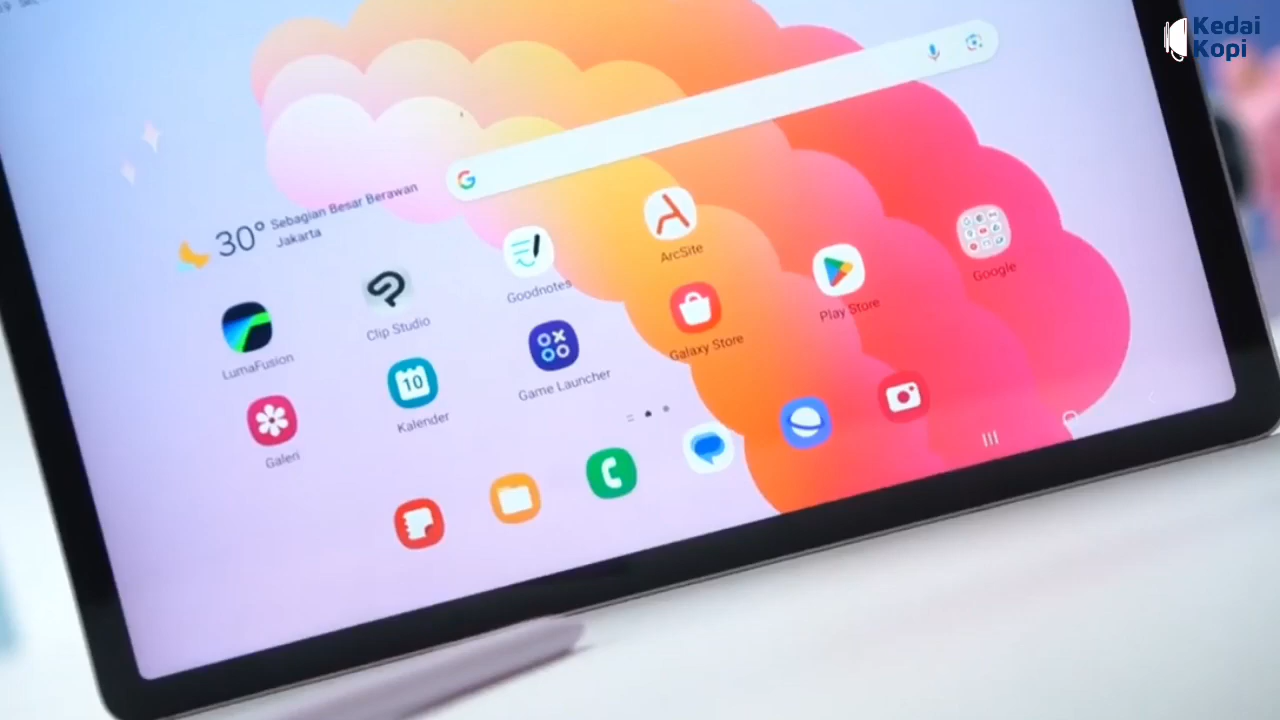 Kedai
Kopi
30° Sebagian Besar Berawan
Jakarta
LumaFusion
Clip Studio
Goodnotes
ArcSite
Galeri
10
Kalender
Game Launcher
Galaxy Store
Play Store
Google